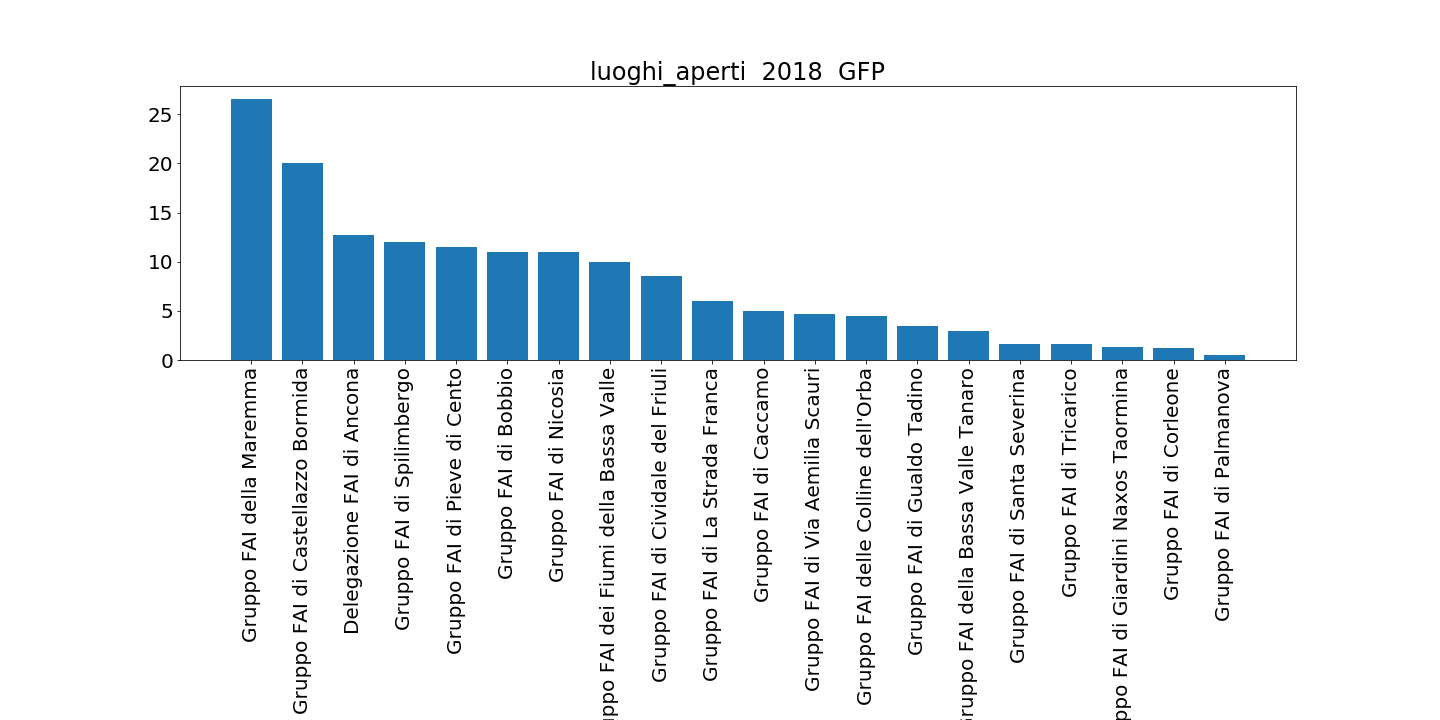 luoghi_aperti 2018 GFP
25
20
15
10
5
0
Gruppo FAI della Maremma
Gruppo FAI di Castellazzo Bormida
Delegazione FAI di Ancona
Gruppo FAI di Spilimbergo
Gruppo FAI di Pieve di Cento
Gruppo FAI di Bobbio
Gruppo FAI di Nicosia
FAI dei Fiumi della Bassa Valle
Gruppo FAI di Cividale del Friuli
Gruppo FAI di La Strada Franca
Gruppo FAI di Caccamo
Gruppo FAI di Via Aemilia Scauri
Gruppo FAI delle Colline dell'Orba
Gruppo FAI di Gualdo Tadino
FAI della Bassa Valle Tanaro
Gruppo FAI di Santa Severina
Gruppo FAI di Tricarico
FAI di Giardini Naxos Taormina
Gruppo FAI di Corleone
Gruppo FAI di Palmanova